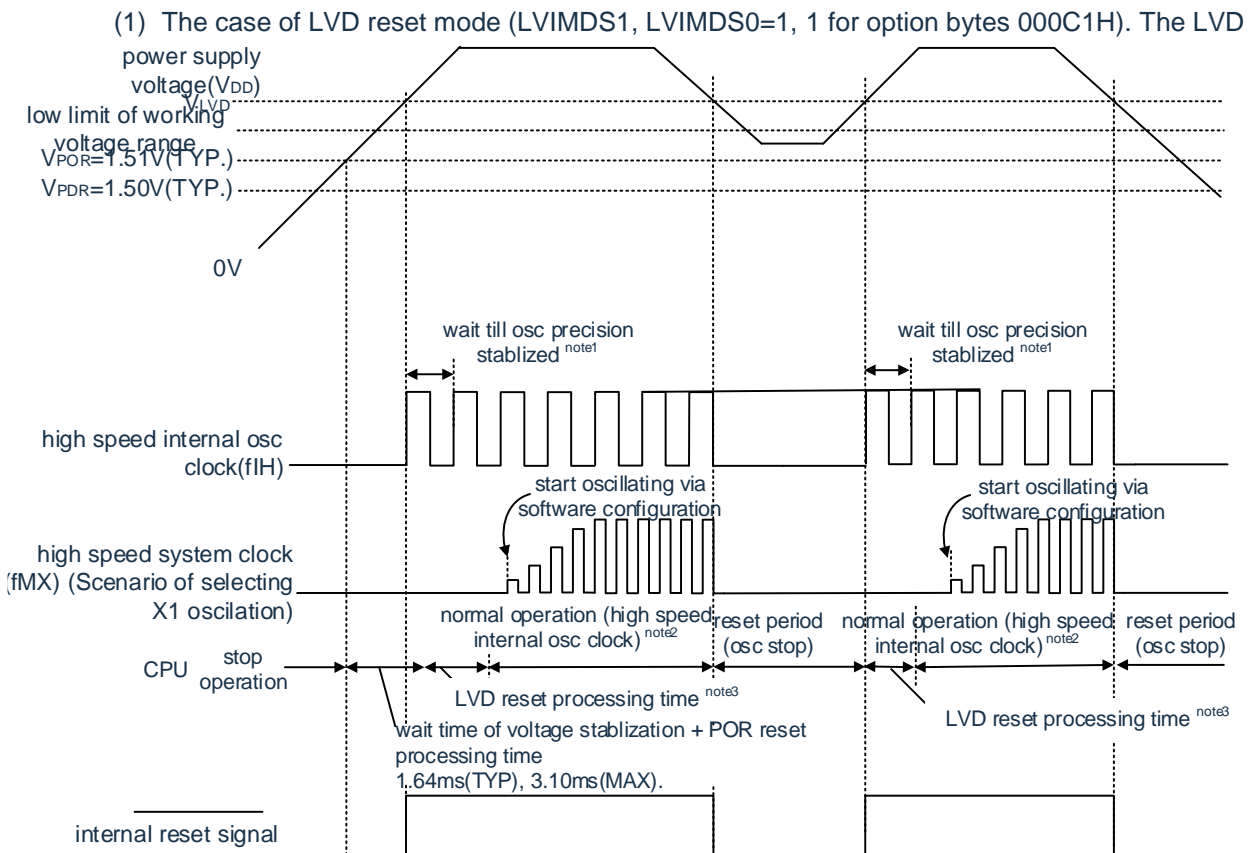 (1) The case of LVD reset mode (LVIMDS1, LVIMDS0=1, 1 for option bytes 000C1H). The LVD
power supply
voltage(VDD)
VLVD
low limit of working
voltage range
VPOR=1.51V(TYP.)
VPDR=1.50V(TYP.)
0V
wait till osc precision
stablized note1
wait till osc precision
stablized note1
high speed internal osc
clock(fIH)
start oscillating via
software configuration
start oscillating via
software configuration
high speed system clock
(fMX) (Scenario of selecting
X1 oscilation)
normal operation (high speed
internal osc clock) note2
reset period
(osc stop)
normal operation (high speed
internal osc clock) note2
reset period
(osc stop)
CPU
stop
operation
LVD reset processing time note3
LVD reset processing time note3
wait time of voltage stablization + POR reset
processing time
1.64ms(TYP), 3.10ms(MAX).
internal reset signal